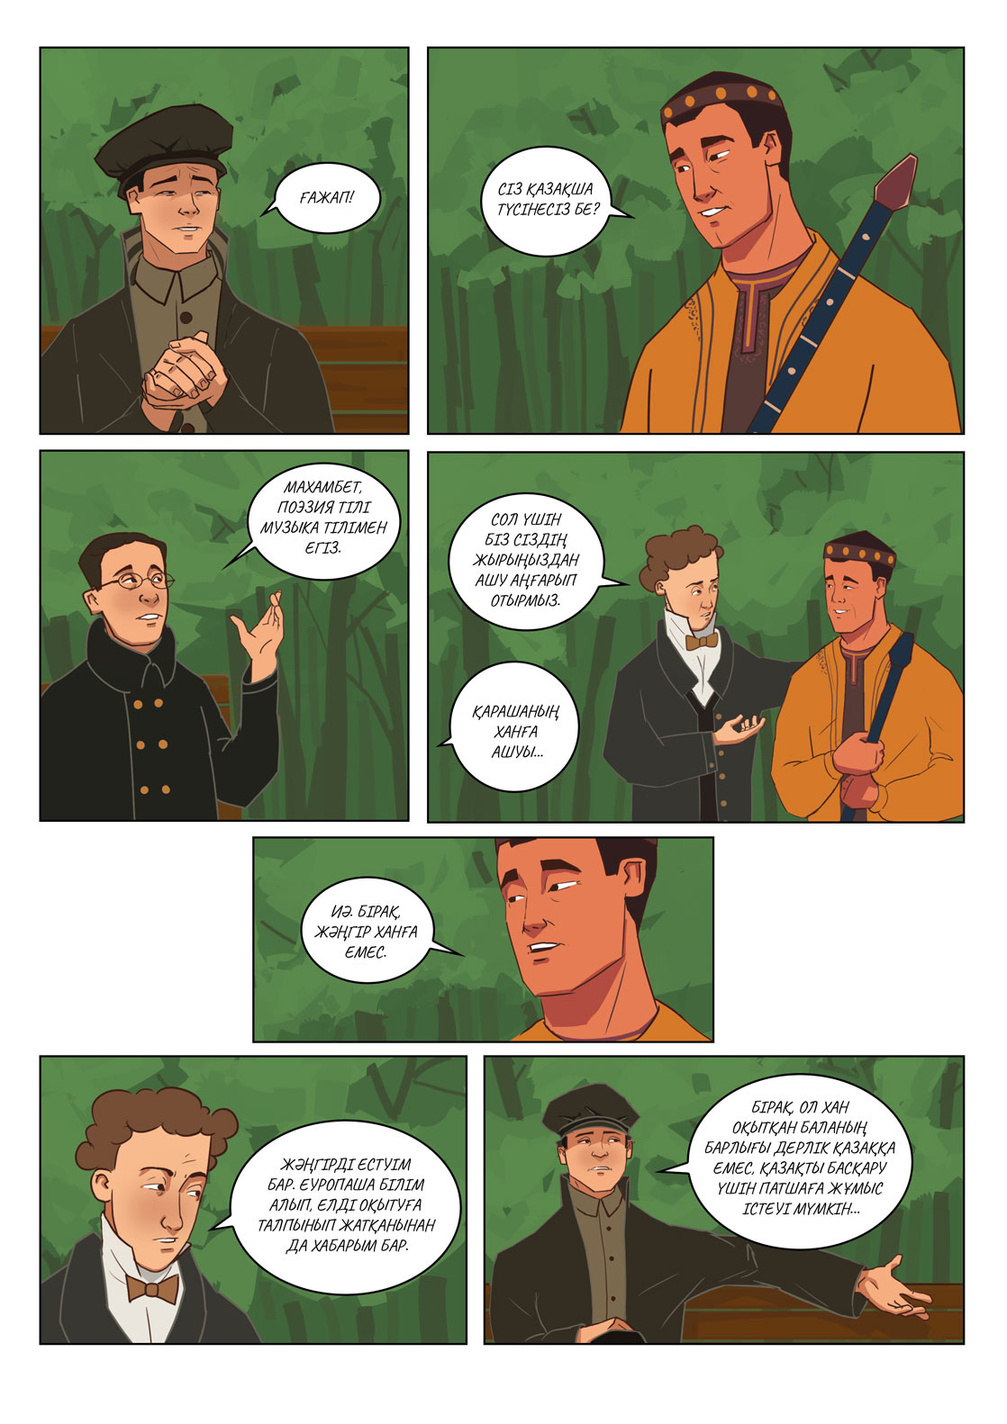 ҒАЖАП!
СІЗ ҚАЗАҚША
ТҮСІНЕСІЗ БЕ?
МАХАМБЕТ,
ПОЭЗИЯ ТІЛІ
МУЗЫКА ТІЛІМЕН
ЕГІЗ.
СОЛ ҮШІН
БІЗ СІЗДІҢ
ЖЫРЫҢЫЗДАН
АШУ АҢҒАРЫП
ОТЫРМЫЗ.
ҚАРАШАНЫҢ
ХАНҒА
АШУЫ...
ИӘ. БІРАҚ,
ЖӘҢГІР ХАНҒА
ЕМЕС.
ЖӘҢГІРДІ ЕСТУІМ
БАР. ЕУРОПАША БІЛІМ
АЛЫП, ЕЛДІ ОҚЫТУҒА
ТАЛПЫНЫП ЖАТҚАНЫНАН
ДА ХАБАРЫМ БАР.
БІРАҚ, ОЛ ХАН
ОҚЫТҚАН БАЛАНЫҢ
БАРЛЫҒЫ ДЕРЛІК ҚАЗАҚҚА
ЕМЕС, ҚАЗАҚТЫ БАСҚАРУ
ҮШІН ПАТШАҒА ЖҰМЫС
ІСТЕУІ МҮМКІН...